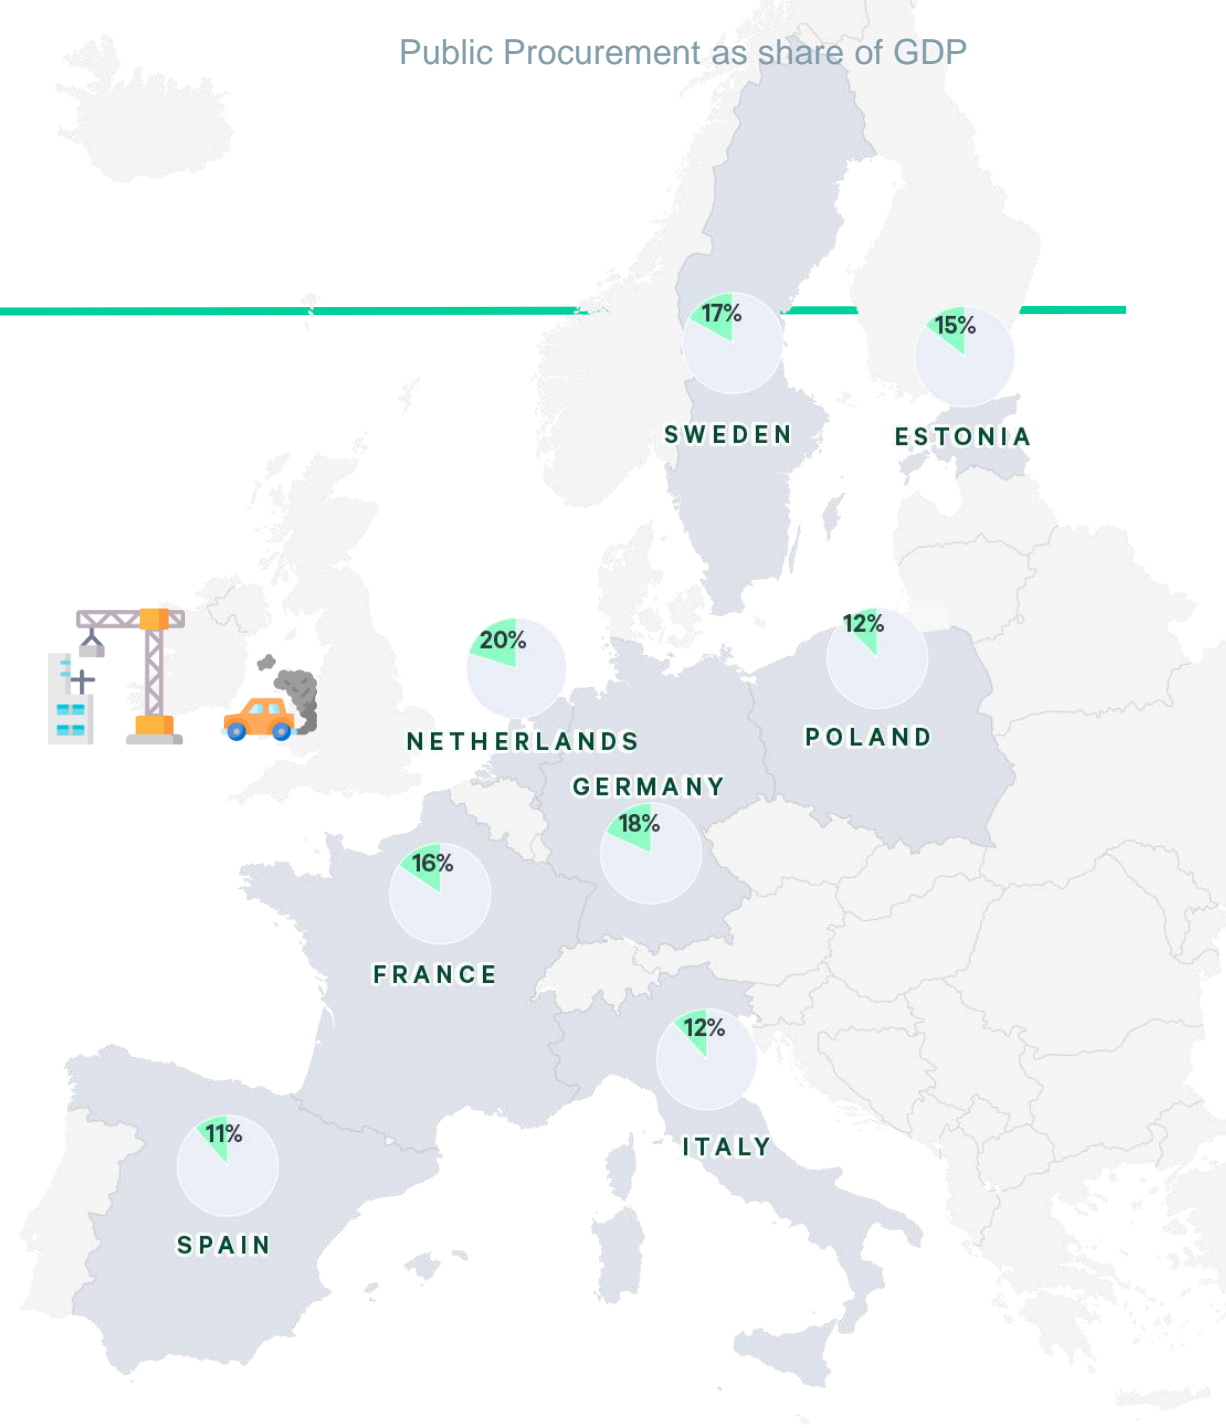 Public Procurement as share of GDP
17%
15%
SWEDEN
ESTONIA
20%
12%
NETHERLANDS
POLAND
GERMANY
18%
16%
FRANCE
12%
11%
ITALY
SPAIN